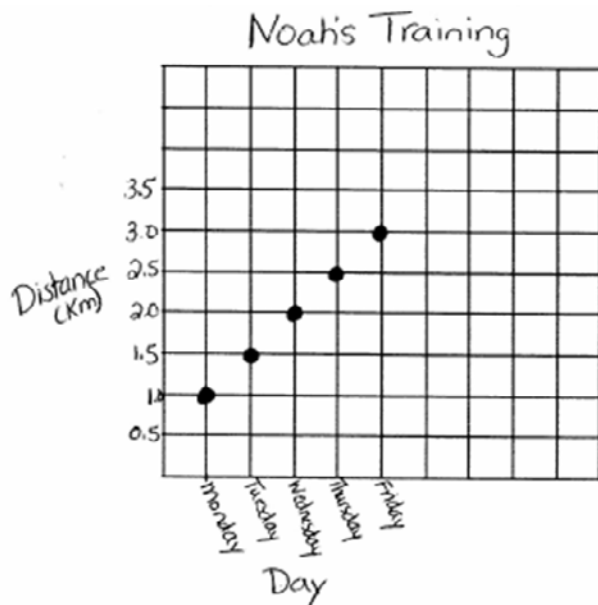 Noah's Training
3.5
3.0
2.5
Distance
(Km)
2.0
1.5
1.0
0.5
Monday
Tuesday
Wednesday
Thursday
Friday
Day